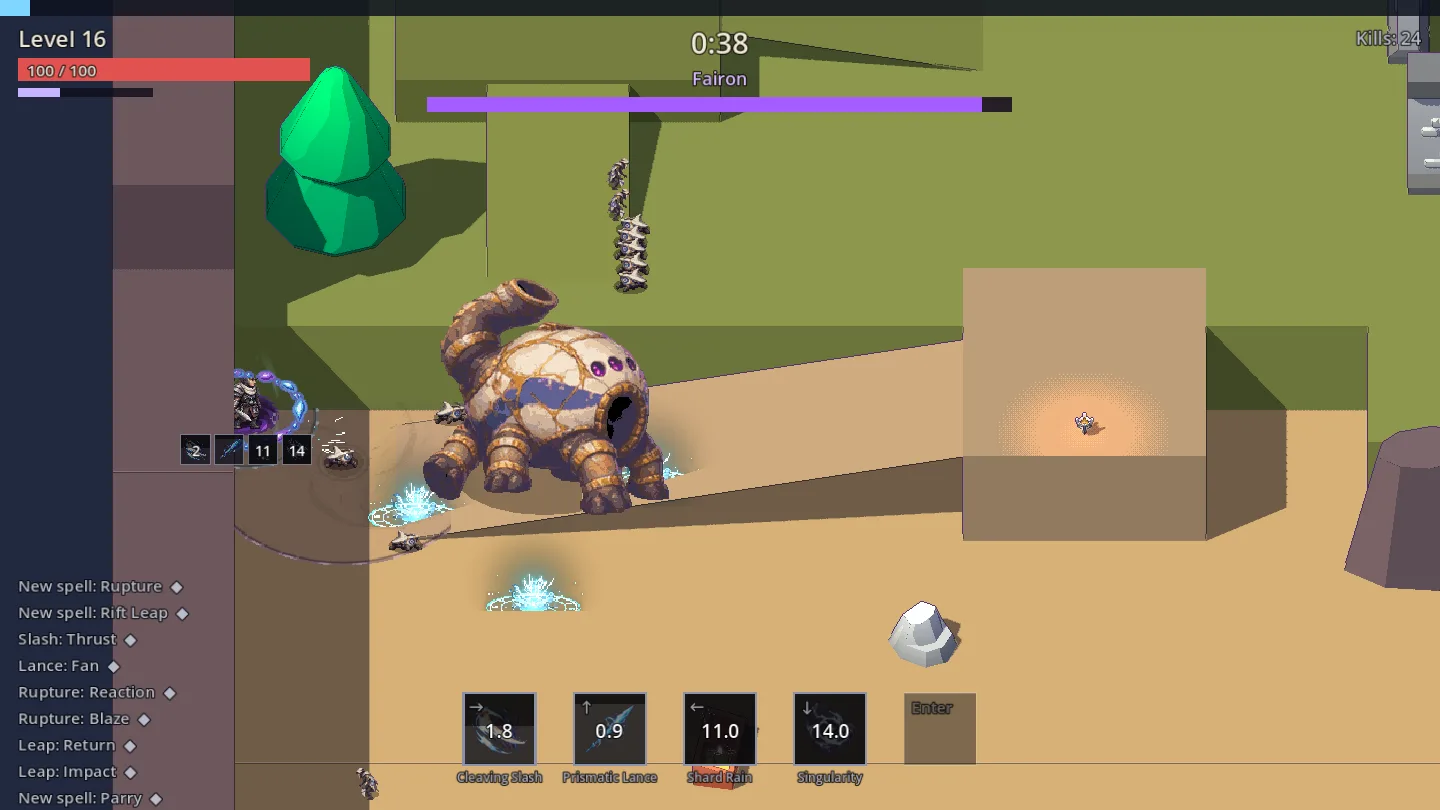 Level 16
100 / 100
0:38
Fairon
Kills: 24
2
11
14
New spell: Rupture
New spell: Rift Leap
Slash: Thrust
Lance: Fan
Rupture: Reaction
Rupture: Blaze
Leap: Return
Leap: Impact
New spell: Parry
→ ↑ ← ↓ Enter
1.8 0.9 11.0 14.0
Cleaving Slash Prismatic Lance Shard Rain Singularity